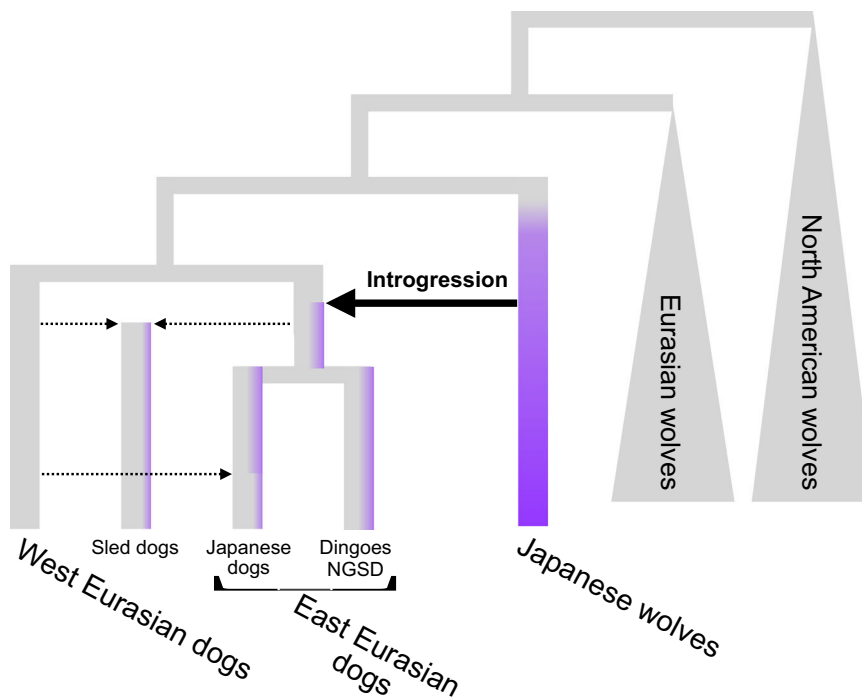 Introgression
Eurasian wolves
North American wolves
Sled dogs
Japanese
dogs
Dingoes
NGSD
West Eurasian dogs
East Eurasian
dogs
Japanese wolves